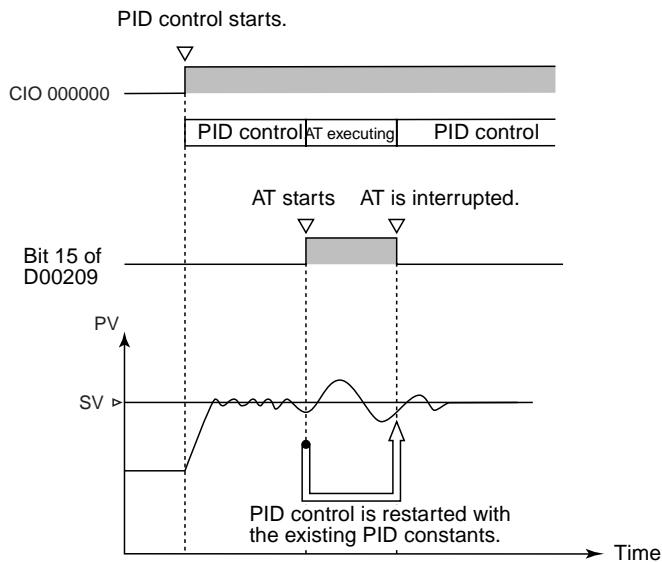 PID control starts.
CIO 000000
PID control AT executing PID control
AT starts AT is interrupted.
Bit 15 of
D00209
PV
SV
PID control is restarted with
the existing PID constants.
Time